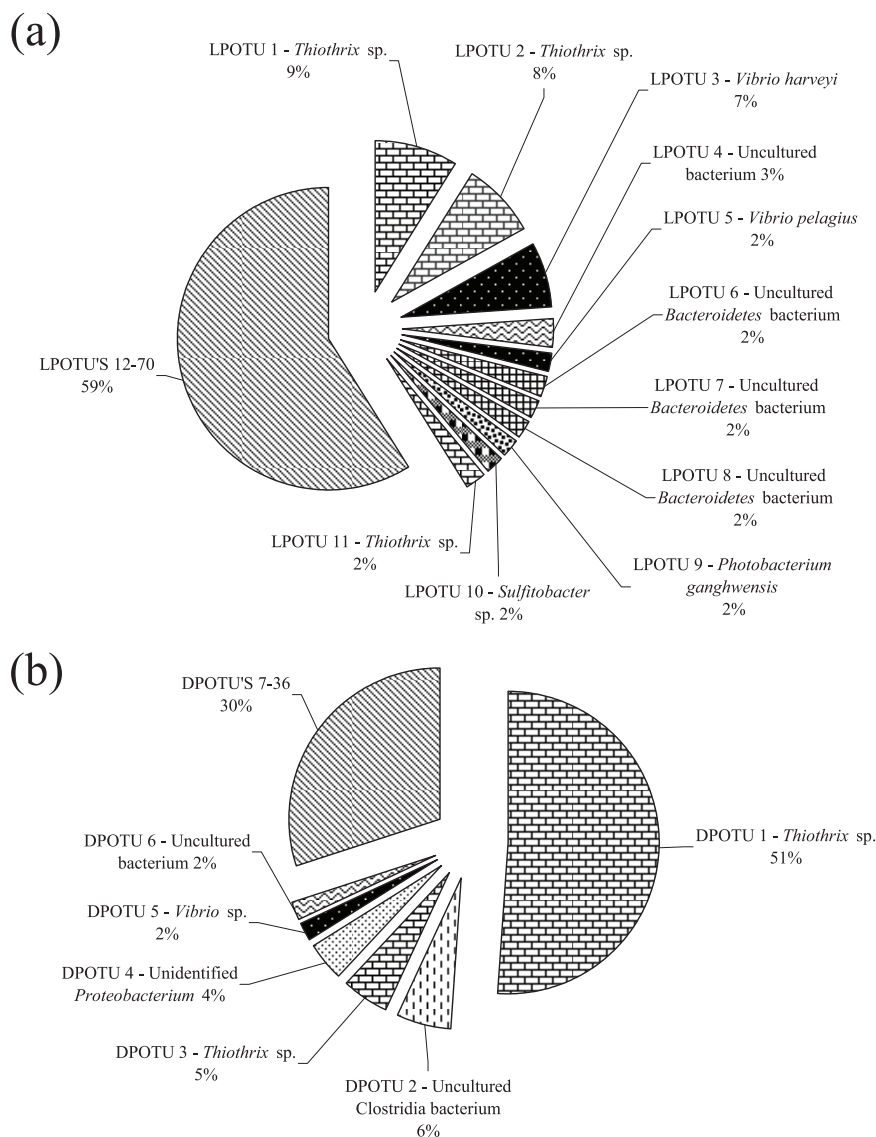 (a)
LPOTU 1 - Thiothrix sp.
9%
LPOTU 2 - Thiothrix sp.
8%
LPOTU 3 - Vibrio harveyi
7%
LPOTU 4 - Uncultured
bacterium 3%
LPOTU 5 - Vibrio pelagius
2%
LPOTU 6 - Uncultured
Bacteroidetes bacterium
2%
LPOTU 7 - Uncultured
Bacteroidetes bacterium
2%
LPOTU 8 - Uncultured
Bacteroidetes bacterium
2%
LPOTU 9 - Photobacterium
ganghwensis
2%
LPOTU 10 - Sulfitobacter
sp. 2%
LPOTU 11 - Thiothrix sp.
2%
LPOTU'S 12-70
59%
(b)
DPOTU'S 7-36
30%
DPOTU 1 - Thiothrix sp.
51%
DPOTU 6 - Uncultured
bacterium 2%
DPOTU 5 - Vibrio sp.
2%
DPOTU 4 - Unidentified
Proteobacterium 4%
DPOTU 3 - Thiothrix sp.
5%
DPOTU 2 - Uncultured
Clostridia bacterium
6%